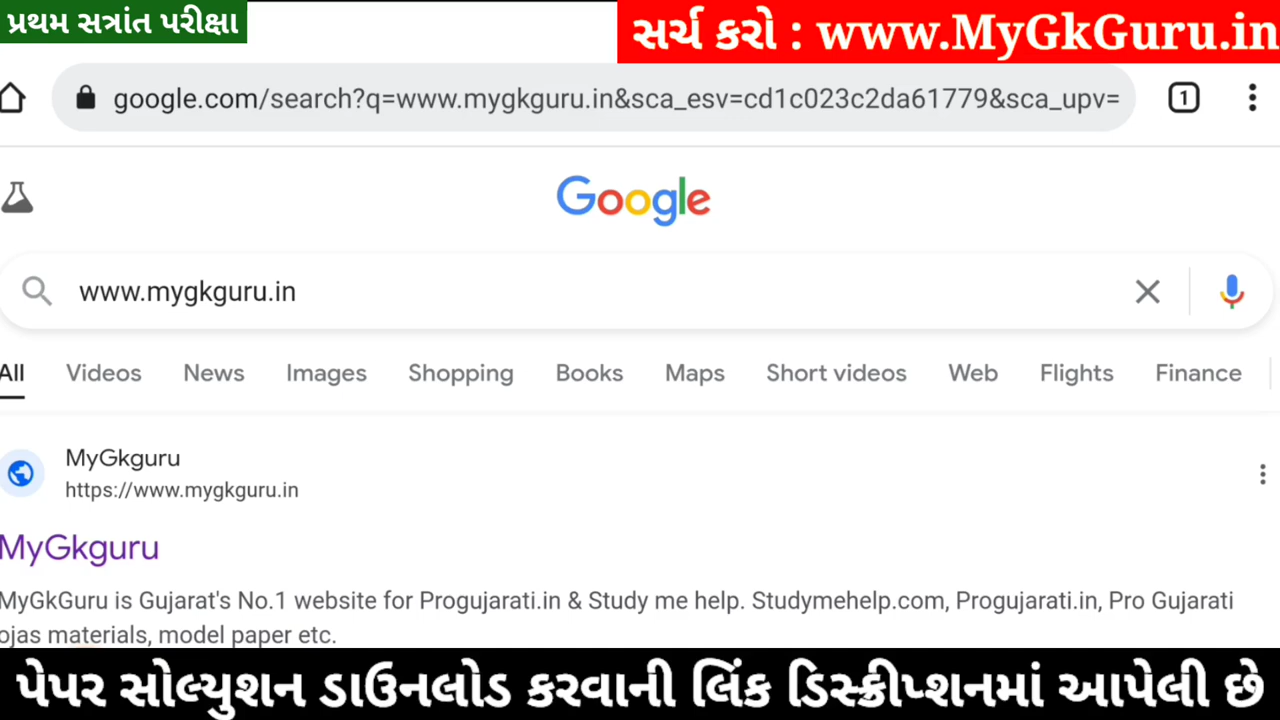 પ્રથમ સત્રાંત પરીક્ષા
સર્ચ કરો : www.MyGkGuru.in
google.com/search?q=www.mygkguru.in&sca_esv=cd1c023c2da61779&sca_upv=
1
Google
www.mygkguru.in
All Videos News Images Shopping Books Maps Short videos Web Flights Finance
MyGkguru
https://www.mygkguru.in
MyGkguru
MyGkGuru is Gujarat's No.1 website for Progujarati.in & Study me help. Studymehelp.com, Progujarati.in, Pro Gujarati
ojas materials, model paper etc.
પેપર સોલ્યુશન ડાઉનલોડ કરવાની લિંક ડિસ્ક્રીપ્શનમાં આપેલી છે